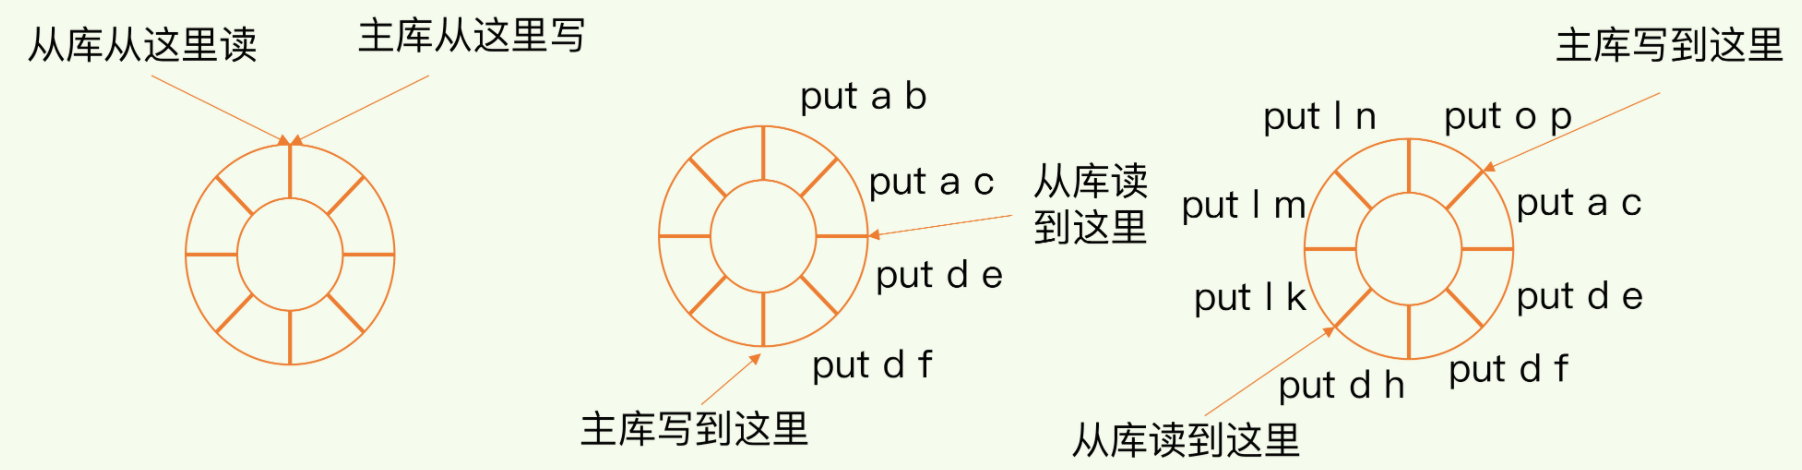 从库从这里读
主库从这里写
put a b
put a c
从库读
到这里
put d e
put d f
主库写到这里
主库写到这里
put l n
put o p
put l m
put a c
put l k
put d e
put d h
put d f
从库读到这里